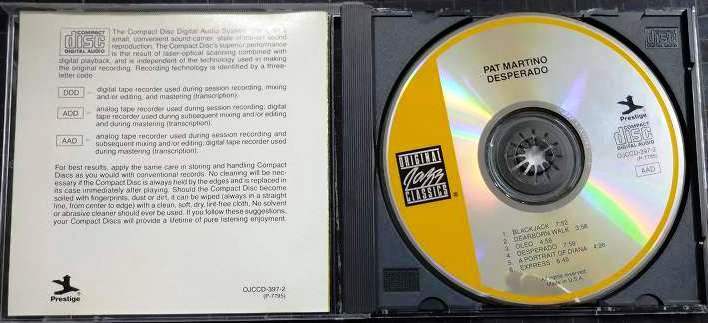 COMPACT
disc
DIGITAL AUDIO
The Compact Disc Digital Audio System
small, convenient sound-carrier, state-of-the-art sound
reproduction. The Compact Disc's superior performance
is the result of laser-optical scanning combined with
digital playback, and is independent of the technology used in making
the original recording. Recording technology is identified by a three-
letter code
DDD – digital tape recorder used during session recording, mixing
and/or editing, and mastering (transcription).
ADD – analog tape recorder used during session recording; digital
tape recorder used during subsequent mixing and/or editing
and during mastering (transcription).
AAD – analog tape recorder used during session recording and
subsequent mixing and/or editing; digital tape recorder used
during mastering (transcription).
For best results, apply the same care in storing and handling Compact
Discs as you would with conventional records. No cleaning will be nec-
essary if the Compact Disc is always held by the edges and is replaced in
its case immediately after playing. Should the Compact Disc become
soiled with fingerprints, dust or dirt, it can be wiped (always in a straight
line, from center to edge) with a clean, soft, dry, lint-free cloth. No solvent
or abrasive cleaner should ever be used. If you follow these suggestions,
your Compact Discs will provide a lifetime of pure listening enjoyment.
Prestige
OJCCD-397-2
(P-7795)
PAT MARTINO
DESPERADO
Prestige
COMPACT
disc
DIGITAL AUDIO
OJCCD-397-2
(P-7795)
AAD
ORIGINAL
Jazz
CLASSICS
1. BLACKJACK 7:52
2. DEARBORN WALK 3:56
3. OLEO 4:58
4. DESPERADO 7:59
5. A PORTRAIT OF DIANA 4:26
6. EXPRESS 6:45
All rights reserved.
Made in U.S.A.
COMPACT
disc